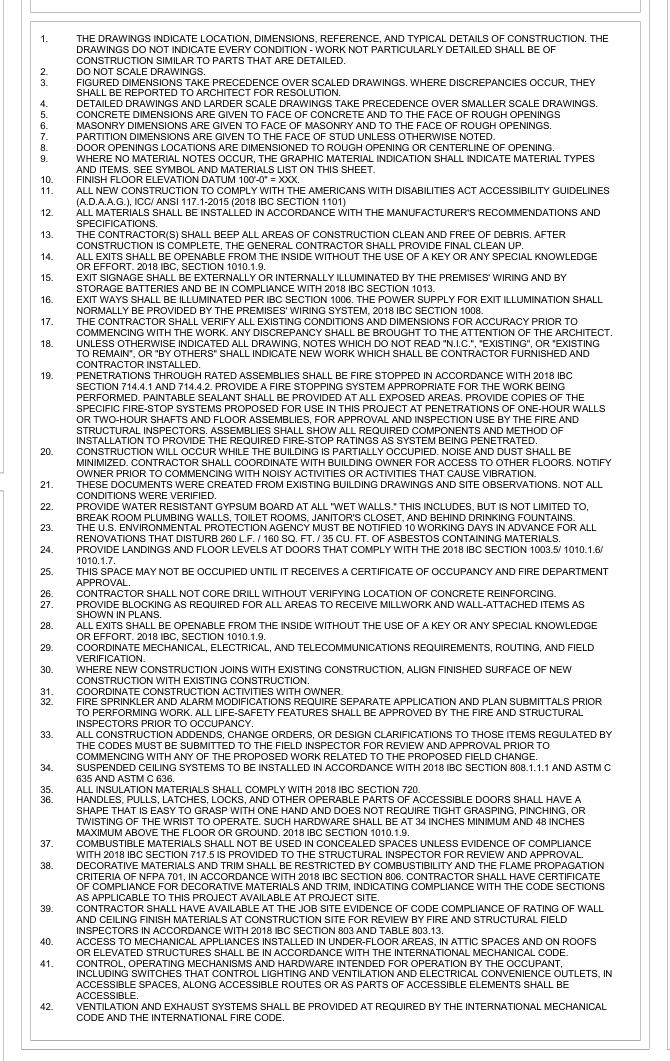 1. THE DRAWINGS INDICATE LOCATION, DIMENSIONS, REFERENCE, AND TYPICAL DETAILS OF CONSTRUCTION. THE
DRAWINGS DO NOT INDICATE EVERY CONDITION - WORK NOT PARTICULARLY DETAILED SHALL BE OF
CONSTRUCTION SIMILAR TO PARTS THAT ARE DETAILED.
2. DO NOT SCALE DRAWINGS.
3. FIGURED DIMENSIONS TAKE PRECEDENCE OVER SCALED DRAWINGS. WHERE DISCREPANCIES OCCUR, THEY
SHALL BE REPORTED TO ARCHITECT FOR RESOLUTION.
4. DETAILED DRAWINGS AND LARDER SCALE DRAWINGS TAKE PRECEDENCE OVER SMALLER SCALE DRAWINGS.
5. CONCRETE DIMENSIONS ARE GIVEN TO FACE OF CONCRETE AND TO THE FACE OF ROUGH OPENINGS
6. MASONRY DIMENSIONS ARE GIVEN TO FACE OF MASONRY AND TO THE FACE OF ROUGH OPENINGS.
7. PARTITION DIMENSIONS ARE GIVEN TO THE FACE OF STUD UNLESS OTHERWISE NOTED.
8. DOOR OPENINGS LOCATIONS ARE DIMENSIONED TO ROUGH OPENING OR CENTERLINE OF OPENING.
9. WHERE NO MATERIAL NOTES OCCUR, THE GRAPHIC MATERIAL INDICATION SHALL INDICATE MATERIAL TYPES
AND ITEMS. SEE SYMBOL AND MATERIALS LIST ON THIS SHEET.
10. FINISH FLOOR ELEVATION DATUM 100'-0" = XXX.
11. ALL NEW CONSTRUCTION TO COMPLY WITH THE AMERICANS WITH DISABILITIES ACT ACCESSIBILITY GUIDELINES
(A.D.A.A.G.), ICC/ ANSI 117.1-2015 (2018 IBC SECTION 1101)
12. ALL MATERIALS SHALL BE INSTALLED IN ACCORDANCE WITH THE MANUFACTURER'S RECOMMENDATIONS AND
SPECIFICATIONS.
13. THE CONTRACTOR(S) SHALL BEEP ALL AREAS OF CONSTRUCTION CLEAN AND FREE OF DEBRIS. AFTER
CONSTRUCTION IS COMPLETE, THE GENERAL CONTRACTOR SHALL PROVIDE FINAL CLEAN UP.
14. ALL EXITS SHALL BE OPENABLE FROM THE INSIDE WITHOUT THE USE OF A KEY OR ANY SPECIAL KNOWLEDGE
OR EFFORT. 2018 IBC, SECTION 1010.1.9.
15. EXIT SIGNAGE SHALL BE EXTERNALLY OR INTERNALLY ILLUMINATED BY THE PREMISES' WIRING AND BY
STORAGE BATTERIES AND BE IN COMPLIANCE WITH 2018 IBC SECTION 1013.
16. EXIT WAYS SHALL BE ILLUMINATED PER IBC SECTION 1006. THE POWER SUPPLY FOR EXIT ILLUMINATION SHALL
NORMALLY BE PROVIDED BY THE PREMISES' WIRING SYSTEM, 2018 IBC SECTION 1008.
17. THE CONTRACTOR SHALL VERIFY ALL EXISTING CONDITIONS AND DIMENSIONS FOR ACCURACY PRIOR TO
COMMENCING WITH THE WORK. ANY DISCREPANCY SHALL BE BROUGHT TO THE ATTENTION OF THE ARCHITECT.
18. UNLESS OTHERWISE INDICATED ALL DRAWING, NOTES WHICH DO NOT READ "N.I.C.", "EXISTING", OR "EXISTING
TO REMAIN", OR "BY OTHERS" SHALL INDICATE NEW WORK WHICH SHALL BE CONTRACTOR FURNISHED AND
CONTRACTOR INSTALLED.
19. PENETRATIONS THROUGH RATED ASSEMBLIES SHALL BE FIRE STOPPED IN ACCORDANCE WITH 2018 IBC
SECTION 714.4.1 AND 714.4.2. PROVIDE A FIRE STOPPING SYSTEM APPROPRIATE FOR THE WORK BEING
PERFORMED. PAINTABLE SEALANT SHALL BE PROVIDED AT ALL EXPOSED AREAS. PROVIDE COPIES OF THE
SPECIFIC FIRE-STOP SYSTEMS PROPOSED FOR USE IN THIS PROJECT AT PENETRATIONS OF ONE-HOUR WALLS
OR TWO-HOUR SHAFTS AND FLOOR ASSEMBLIES, FOR APPROVAL AND INSPECTION USE BY THE FIRE AND
STRUCTURAL INSPECTORS. ASSEMBLIES SHALL SHOW ALL REQUIRED COMPONENTS AND METHOD OF
INSTALLATION TO PROVIDE THE REQUIRED FIRE-STOP RATINGS AS SYSTEM BEING PENETRATED.
20. CONSTRUCTION WILL OCCUR WHILE THE BUILDING IS PARTIALLY OCCUPIED. NOISE AND DUST SHALL BE
MINIMIZED. CONTRACTOR SHALL COORDINATE WITH BUILDING OWNER FOR ACCESS TO OTHER FLOORS. NOTIFY
OWNER PRIOR TO COMMENCING WITH NOISY ACTIVITIES OR ACTIVITIES THAT CAUSE VIBRATION.
21. THESE DOCUMENTS WERE CREATED FROM EXISTING BUILDING DRAWINGS AND SITE OBSERVATIONS. NOT ALL
CONDITIONS WERE VERIFIED.
22. PROVIDE WATER RESISTANT GYPSUM BOARD AT ALL "WET WALLS." THIS INCLUDES, BUT IS NOT LIMITED TO,
BREAK ROOM PLUMBING WALLS, TOILET ROOMS, JANITOR'S CLOSET, AND BEHIND DRINKING FOUNTAINS.
23. THE U.S. ENVIRONMENTAL PROTECTION AGENCY MUST BE NOTIFIED 10 WORKING DAYS IN ADVANCE FOR ALL
RENOVATIONS THAT DISTURB 260 L.F. / 160 SQ. FT. / 35 CU. FT. OF ASBESTOS CONTAINING MATERIALS.
24. PROVIDE LANDINGS AND FLOOR LEVELS AT DOORS THAT COMPLY WITH THE 2018 IBC SECTION 1003.5/ 1010.1.6/
1010.1.7.
25. THIS SPACE MAY NOT BE OCCUPIED UNTIL IT RECEIVES A CERTIFICATE OF OCCUPANCY AND FIRE DEPARTMENT
APPROVAL.
26. CONTRACTOR SHALL NOT CORE DRILL WITHOUT VERIFYING LOCATION OF CONCRETE REINFORCING.
27. PROVIDE BLOCKING AS REQUIRED FOR ALL AREAS TO RECEIVE MILLWORK AND WALL-ATTACHED ITEMS AS
SHOWN IN PLANS.
28. ALL EXITS SHALL BE OPENABLE FROM THE INSIDE WITHOUT THE USE OF A KEY OR ANY SPECIAL KNOWLEDGE
OR EFFORT. 2018 IBC, SECTION 1010.1.9.
29. COORDINATE MECHANICAL, ELECTRICAL, AND TELECOMMUNICATIONS REQUIREMENTS, ROUTING, AND FIELD
VERIFICATION.
30. WHERE NEW CONSTRUCTION JOINS WITH EXISTING CONSTRUCTION, ALIGN FINISHED SURFACE OF NEW
CONSTRUCTION WITH EXISTING CONSTRUCTION.
31. COORDINATE CONSTRUCTION ACTIVITIES WITH OWNER.
32. FIRE SPRINKLER AND ALARM MODIFICATIONS REQUIRE SEPARATE APPLICATION AND PLAN SUBMITTALS PRIOR
TO PERFORMING WORK. ALL LIFE-SAFETY FEATURES SHALL BE APPROVED BY THE FIRE AND STRUCTURAL
INSPECTORS PRIOR TO OCCUPANCY.
33. ALL CONSTRUCTION ADDENDS, CHANGE ORDERS, OR DESIGN CLARIFICATIONS TO THOSE ITEMS REGULATED BY
THE CODES MUST BE SUBMITTED TO THE FIELD INSPECTOR FOR REVIEW AND APPROVAL PRIOR TO
COMMENCING WITH ANY OF THE PROPOSED WORK RELATED TO THE PROPOSED FIELD CHANGE.
34. SUSPENDED CEILING SYSTEMS TO BE INSTALLED IN ACCORDANCE WITH 2018 IBC SECTION 808.1.1.1 AND ASTM C
635 AND ASTM C 636.
35. ALL INSULATION MATERIALS SHALL COMPLY WITH 2018 IBC SECTION 720.
36. HANDLES, PULLS, LATCHES, LOCKS, AND OTHER OPERABLE PARTS OF ACCESSIBLE DOORS SHALL HAVE A
SHAPE THAT IS EASY TO GRASP WITH ONE HAND AND DOES NOT REQUIRE TIGHT GRASPING, PINCHING, OR
TWISTING OF THE WRIST TO OPERATE. SUCH HARDWARE SHALL BE AT 34 INCHES MINIMUM AND 48 INCHES
MAXIMUM ABOVE THE FLOOR OR GROUND. 2018 IBC SECTION 1010.1.9.
37. COMBUSTIBLE MATERIALS SHALL NOT BE USED IN CONCEALED SPACES UNLESS EVIDENCE OF COMPLIANCE
WITH 2018 IBC SECTION 717.5 IS PROVIDED TO THE STRUCTURAL INSPECTOR FOR REVIEW AND APPROVAL.
38. DECORATIVE MATERIALS AND TRIM SHALL BE RESTRICTED BY COMBUSTIBILITY AND THE FLAME PROPAGATION
CRITERIA OF NFPA 701, IN ACCORDANCE WITH 2018 IBC SECTION 806. CONTRACTOR SHALL HAVE CERTIFICATE
OF COMPLIANCE FOR DECORATIVE MATERIALS AND TRIM, INDICATING COMPLIANCE WITH THE CODE SECTIONS
AS APPLICABLE TO THIS PROJECT AVAILABLE AT PROJECT SITE.
39. CONTRACTOR SHALL HAVE AVAILABLE AT THE JOB SITE EVIDENCE OF CODE COMPLIANCE OF RATING OF WALL
AND CEILING FINISH MATERIALS AT CONSTRUCTION SITE FOR REVIEW BY FIRE AND STRUCTURAL FIELD
INSPECTORS IN ACCORDANCE WITH 2018 IBC SECTION 803 AND TABLE 803.13.
40. ACCESS TO MECHANICAL APPLIANCES INSTALLED IN UNDER-FLOOR AREAS, IN ATTIC SPACES AND ON ROOFS
OR ELEVATED STRUCTURES SHALL BE IN ACCORDANCE WITH THE INTERNATIONAL MECHANICAL CODE.
41. CONTROL, OPERATING MECHANISMS AND HARDWARE INTENDED FOR OPERATION BY THE OCCUPANT,
INCLUDING SWITCHES THAT CONTROL LIGHTING AND VENTILATION AND ELECTRICAL CONVENIENCE OUTLETS, IN
ACCESSIBLE SPACES, ALONG ACCESSIBLE ROUTES OR AS PARTS OF ACCESSIBLE ELEMENTS SHALL BE
ACCESSIBLE.
42. VENTILATION AND EXHAUST SYSTEMS SHALL BE PROVIDED AT REQUIRED BY THE INTERNATIONAL MECHANICAL
CODE AND THE INTERNATIONAL FIRE CODE.